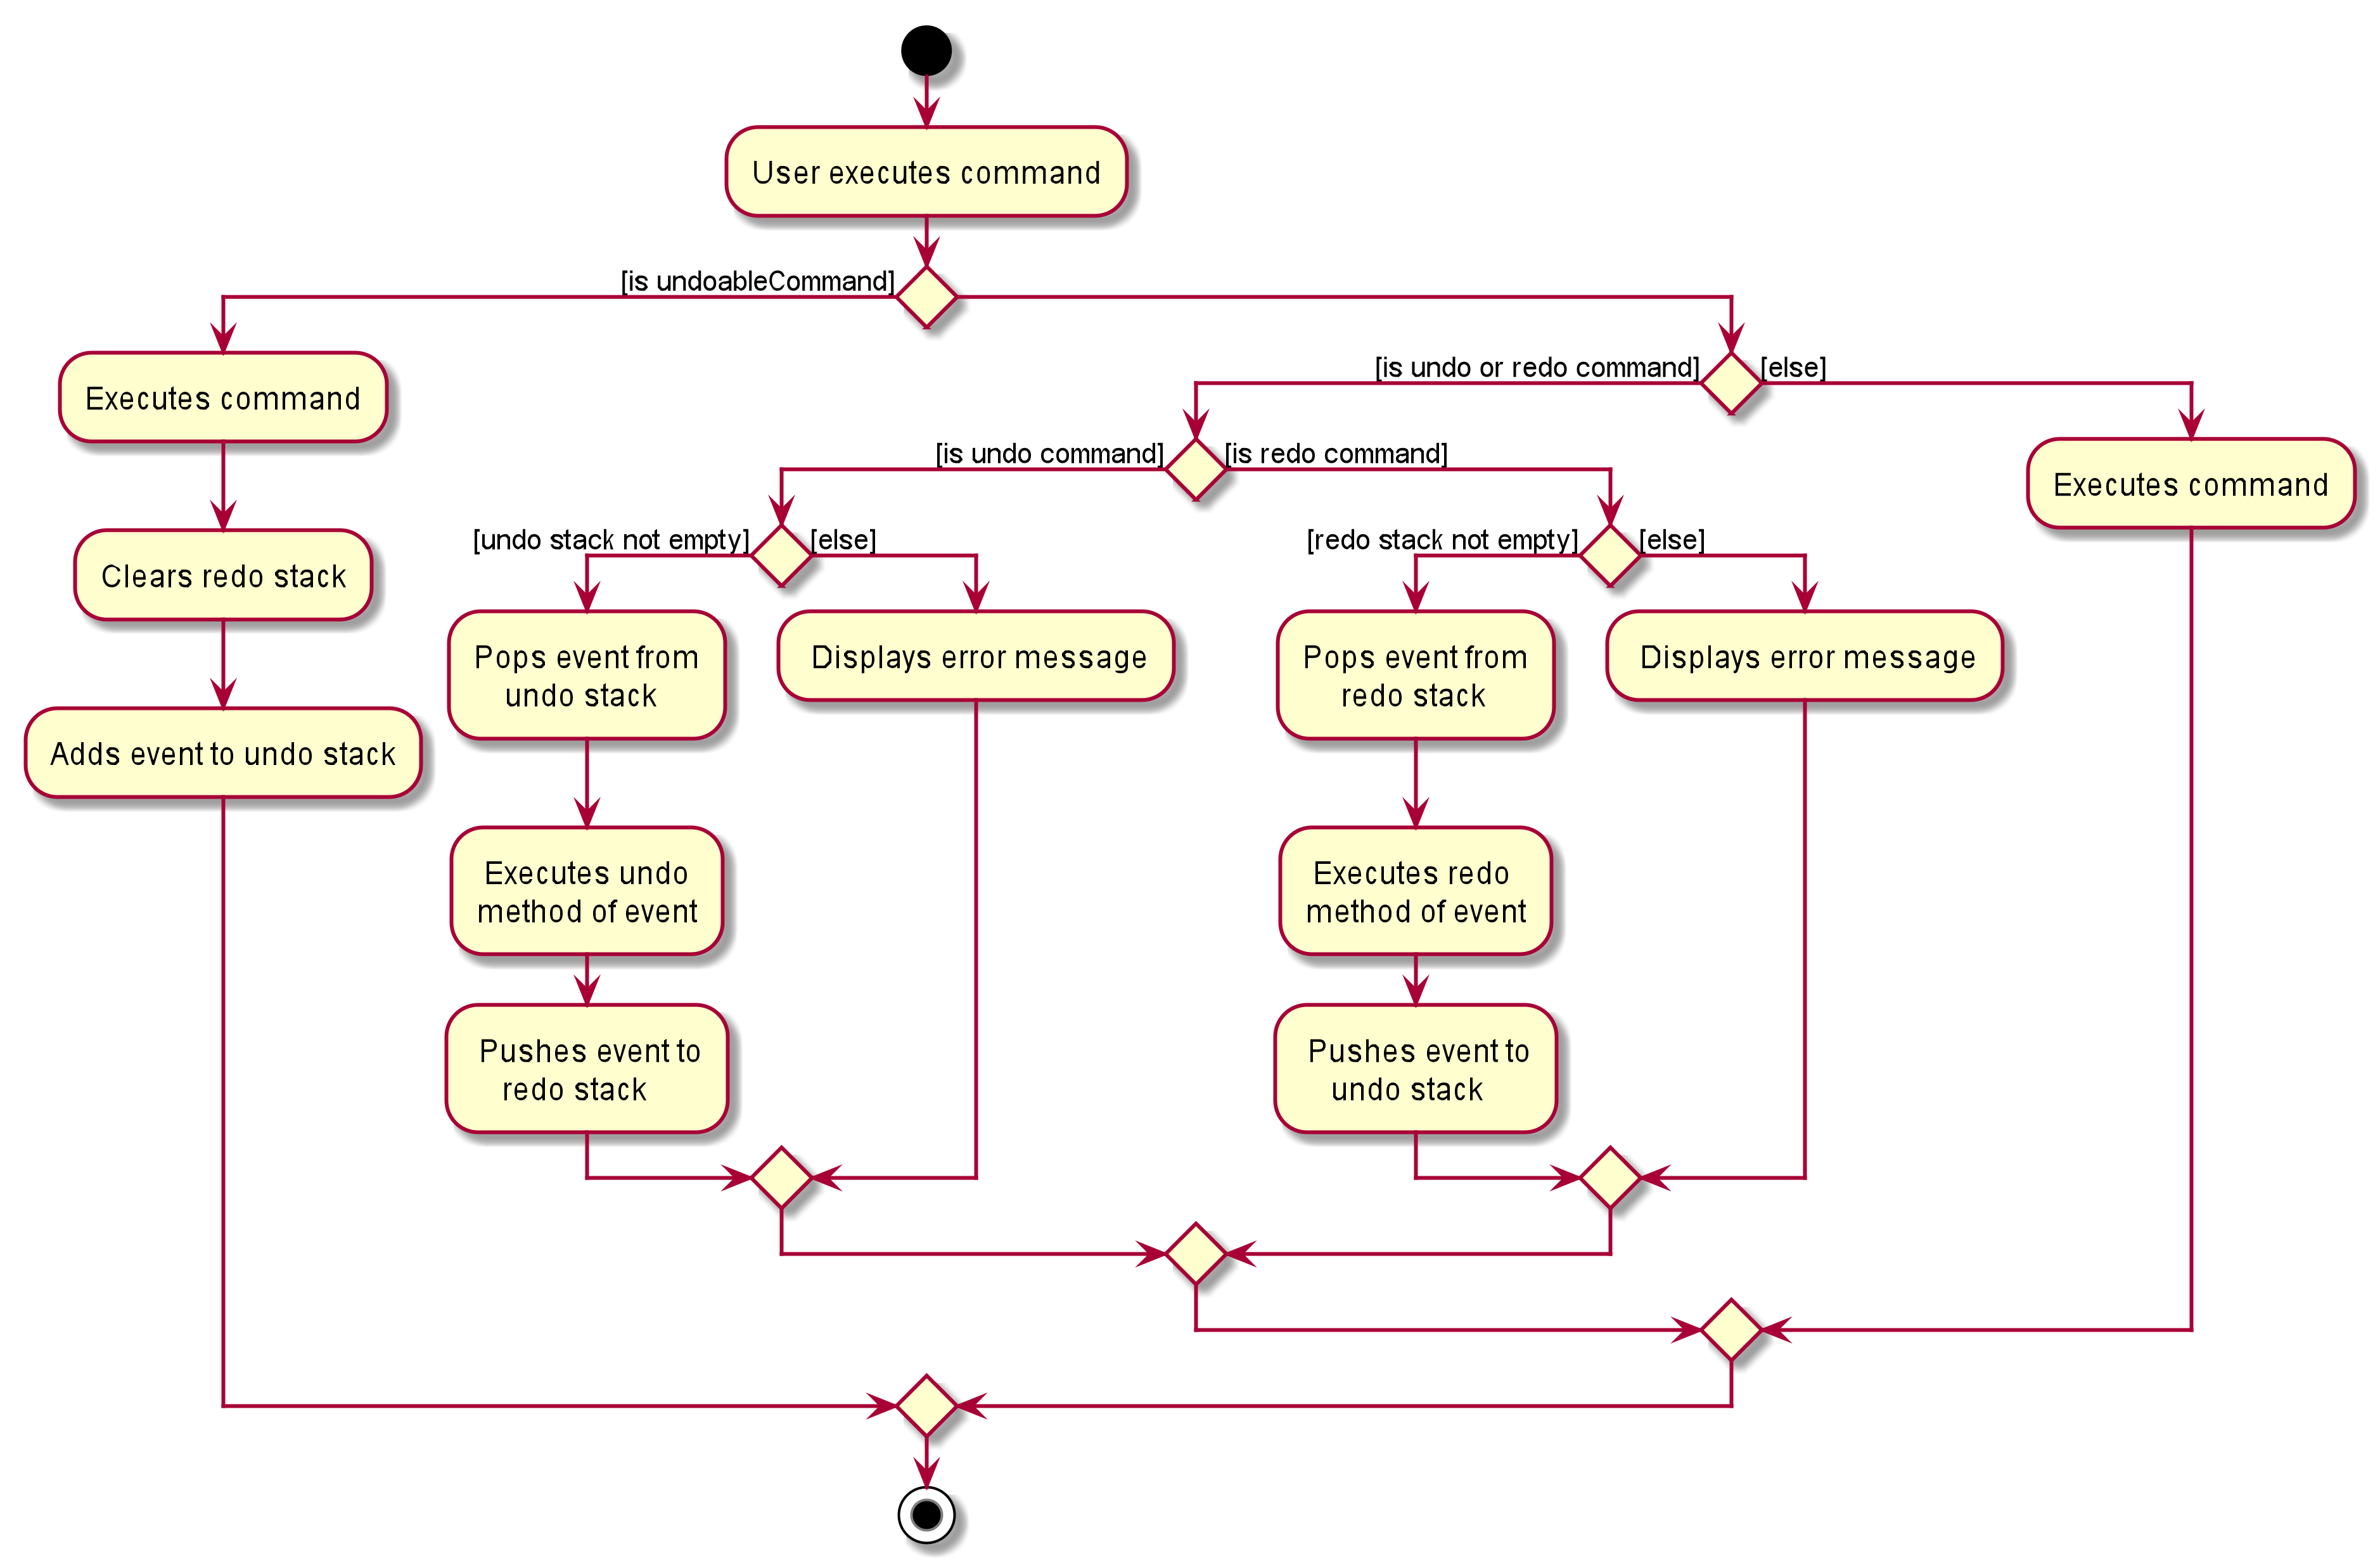 User executes command
[is undoableCommand]
Executes command
Clears redo stack
Adds event to undo stack
[is undo or redo command]
[else]
[is undo command]
[is redo command]
[undo stack not empty]
[else]
Pops event from
undo stack
Executes undo
method of event
Pushes event to
redo stack
Displays error message
[redo stack not empty]
[else]
Pops event from
redo stack
Executes redo
method of event
Pushes event to
undo stack
Displays error message
Executes command